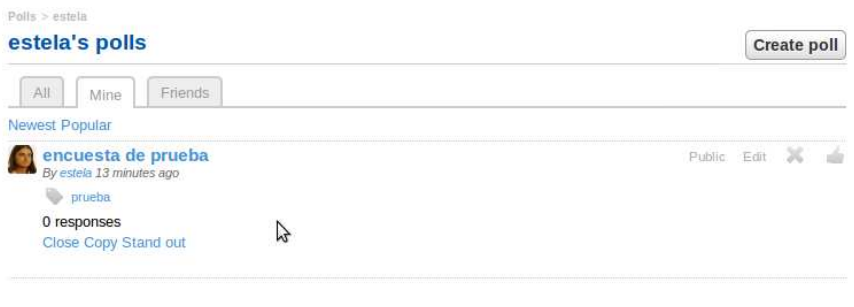 Polls > estela
estela's polls
Create poll
All Mine Friends
Newest Popular
encuesta de prueba
Public Edit
By estela 13 minutes ago
prueba
0 responses
Close Copy Stand out